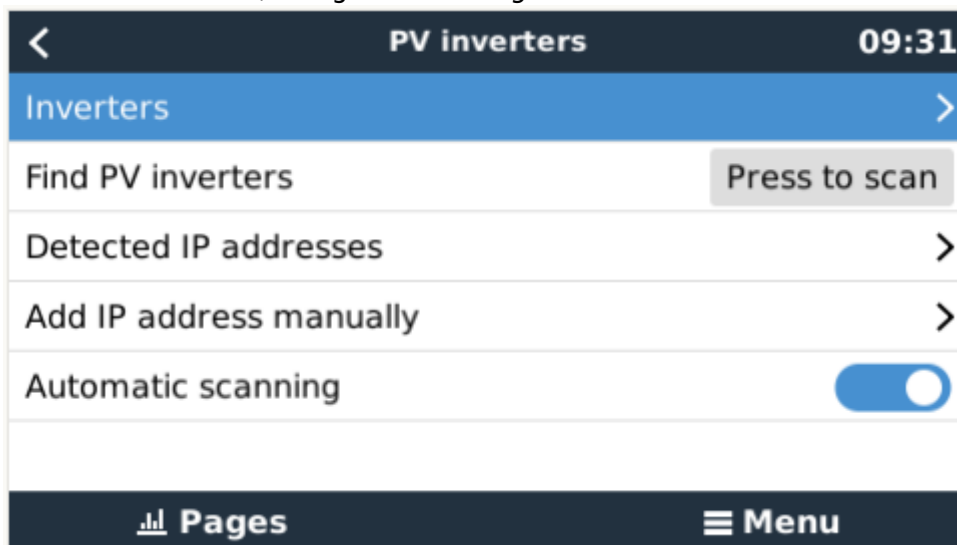 PV inverters 09:31
Inverters
Find PV inverters Press to scan
Detected IP addresses
Add IP address manually
Automatic scanning
Pages Menu